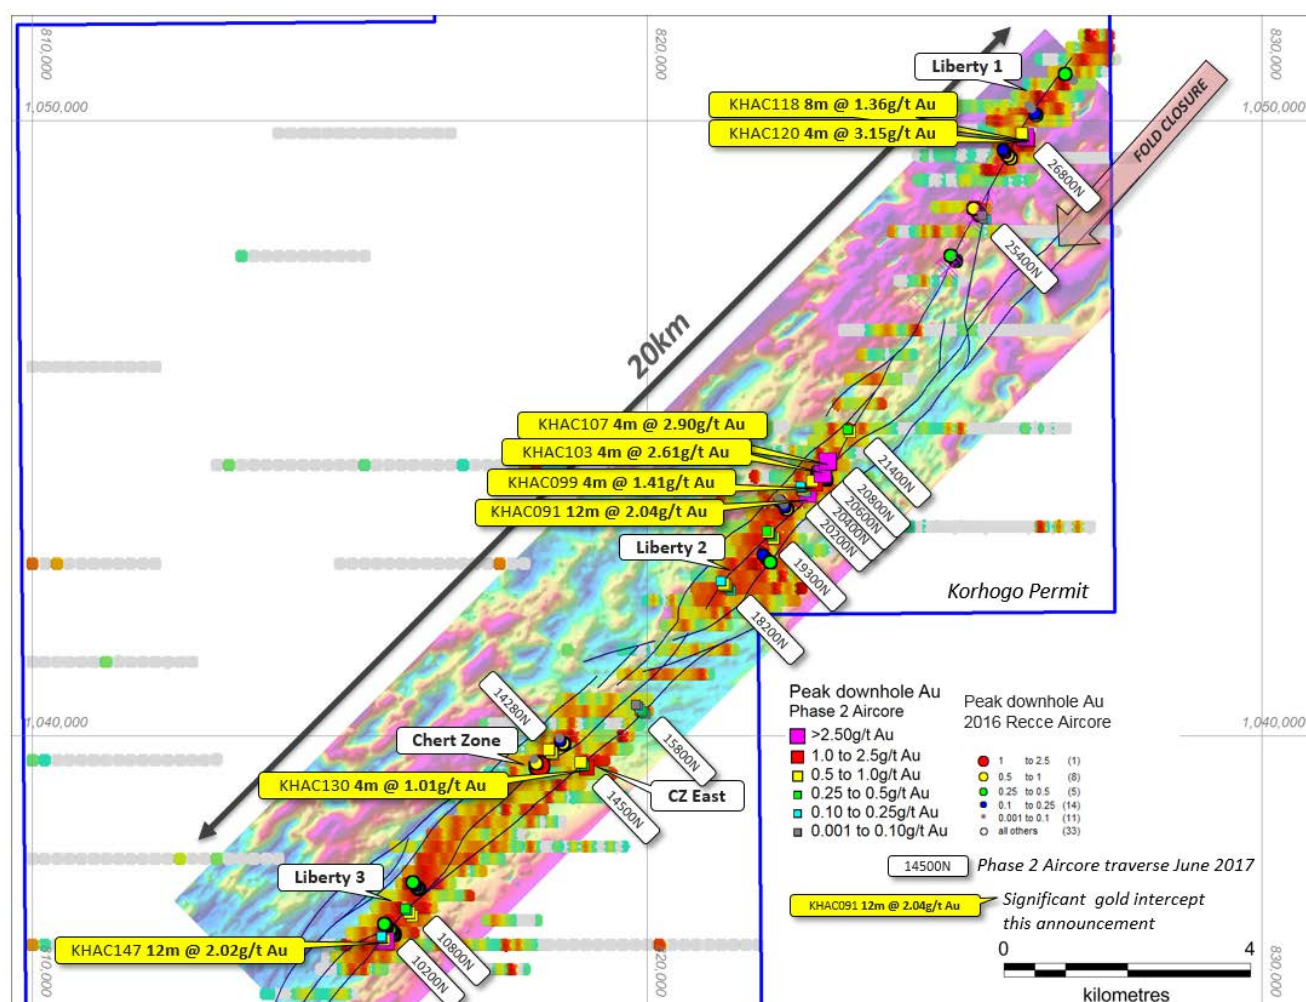 810,000
820,000
830,000
Liberty 1
1,050,000
1,050,000
KHAC118 8m @ 1.36g/t Au
KHAC120 4m @ 3.15g/t Au
FOLD CLOSURE
26800N
25400N
20km
KHAC107 4m @ 2.90g/t Au
KHAC103 4m @ 2.61g/t Au
KHAC099 4m @ 1.41g/t Au
KHAC091 12m @ 2.04g/t Au
21400N
20800N
20600N
20400N
20200N
Liberty 2
19300N
Korhogo Permit
18200N
14280N
1,040,000
1,040,000
Chert Zone
15800N
KHAC130 4m @ 1.01g/t Au
CZ East
14500N
Liberty 3
10800N
KHAC147 12m @ 2.02g/t Au
10200N
810,000
820,000
830,000
Peak downhole Au
Phase 2 Aircore
>2.50g/t Au
1.0 to 2.5g/t Au
0.5 to 1.0g/t Au
0.25 to 0.5g/t Au
0.10 to 0.25g/t Au
0.001 to 0.10g/t Au
Peak downhole Au
2016 Recce Aircore
1 to 2.5 (1)
0.5 to 1 (8)
0.25 to 0.5 (5)
0.1 to 0.25 (14)
0.001 to 0.1 (11)
all others (33)
14500N Phase 2 Aircore traverse June 2017
KHAC091 12m @ 2.04g/t Au Significant gold intercept
this announcement
0 4
kilometres